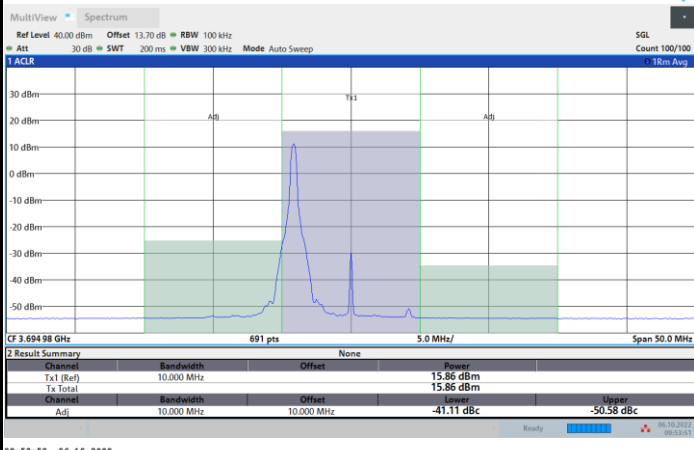 MultiView Spectrum
Ref Level 40.00 dBm Offset 13.70 dB RBW 100 kHz SGL
Att 30 dB SWT 200 ms VBW 300 kHz Mode Auto Sweep Count 100/100
1 ACLR 1Rm Avg
30 dBm
Tx1
20 dBm
Adj Adj
10 dBm
0 dBm
-10 dBm
-20 dBm
-30 dBm
-40 dBm
-50 dBm
CF 3.694 98 GHz 691 pts 5.0 MHz/ Span 50.0 MHz
2 Result Summary None
Channel Bandwidth Offset Power
Tx1 (Ref) 10.000 MHz 15.86 dBm
Tx Total 15.86 dBm
Channel Bandwidth Offset Lower Upper
Adj 10.000 MHz 10.000 MHz -41.11 dBc -50.58 dBc
Ready 06.10.2022
09:53:51